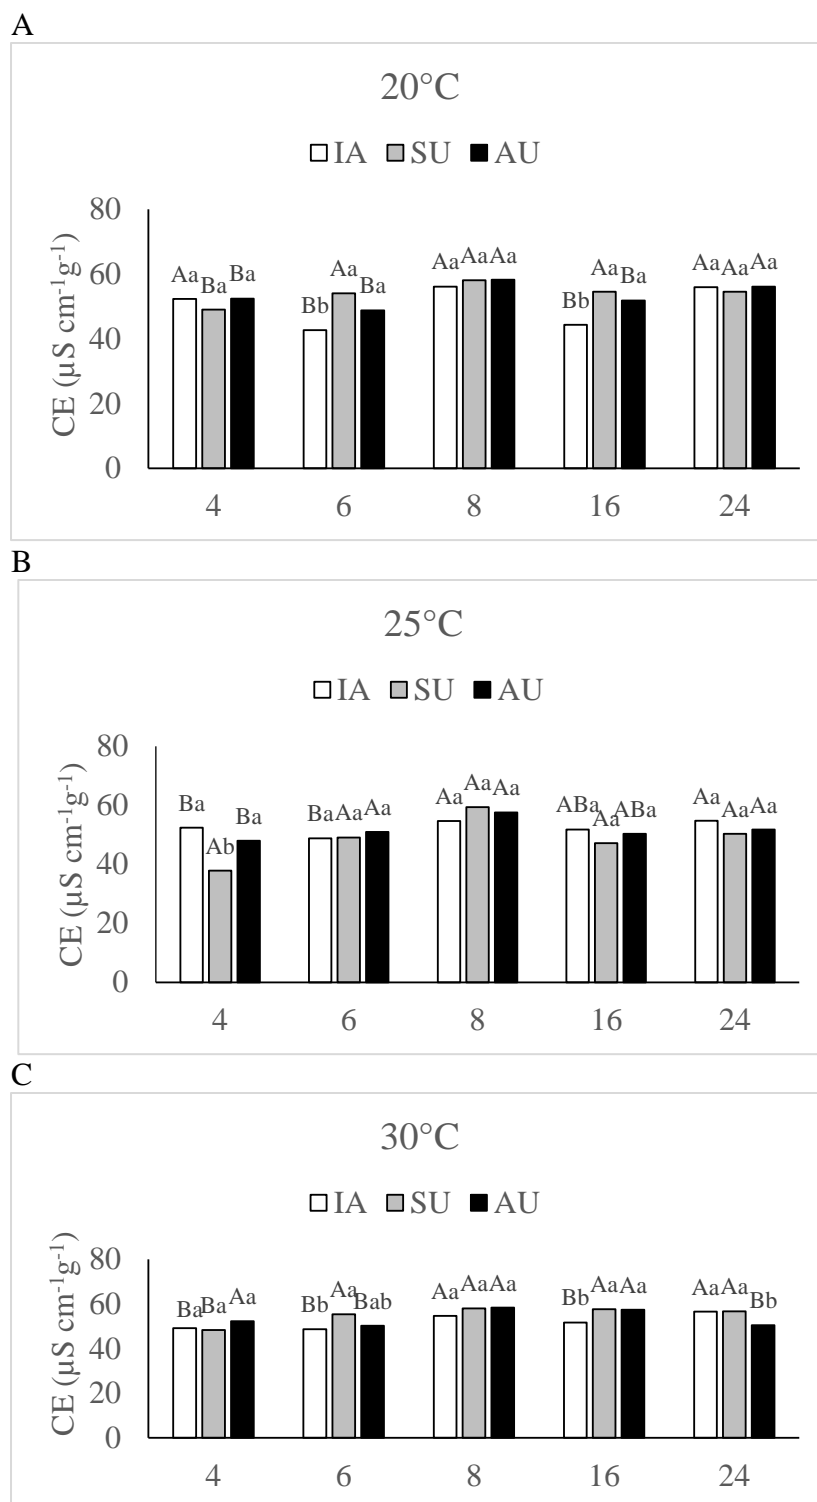 A
20°C
IA SU AU
CE (µS cm-1g-1)
80
60
40
20
0
Aa Ba Ba
Bb Aa Ba
Aa Aa Aa
Bb Aa Ba
Aa Aa Aa
4 6 8 16 24
B
25°C
IA SU AU
CE (µS cm-1g-1)
80
60
40
20
0
Ba Ab Ba
Ba Aa Aa
Aa Aa Aa
ABa Aa ABa
Aa Aa Aa
4 6 8 16 24
C
30°C
IA SU AU
CE (µS cm-1g-1)
80
60
40
20
0
Ba Ba Aa
Bb Aa Bab
Aa Aa Aa
Bb Aa Aa
Aa Aa Bb
4 6 8 16 24